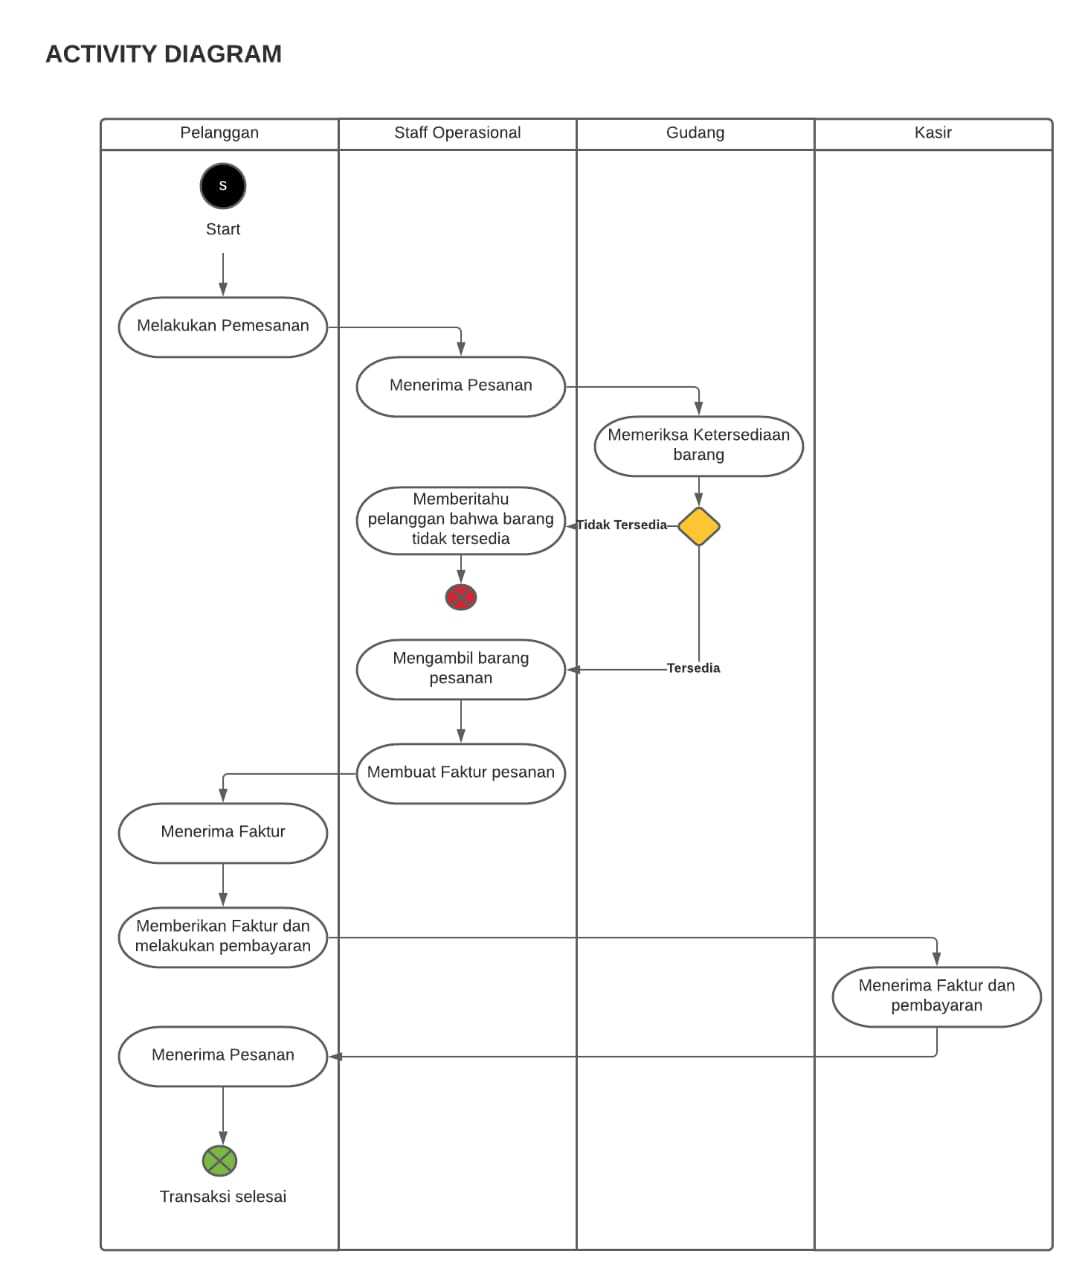 ACTIVITY DIAGRAM
Pelanggan
Staff Operasional
Gudang
Kasir
S
Start
Melakukan Pemesanan
Menerima Pesanan
Memeriksa Ketersediaan
barang
Memberitahu
pelanggan bahwa barang
tidak tersedia
Tidak Tersedia
Mengambil barang
pesanan
Tersedia
Membuat Faktur pesanan
Menerima Faktur
Memberikan Faktur dan
melakukan pembayaran
Menerima Faktur dan
pembayaran
Menerima Pesanan
Transaksi selesai